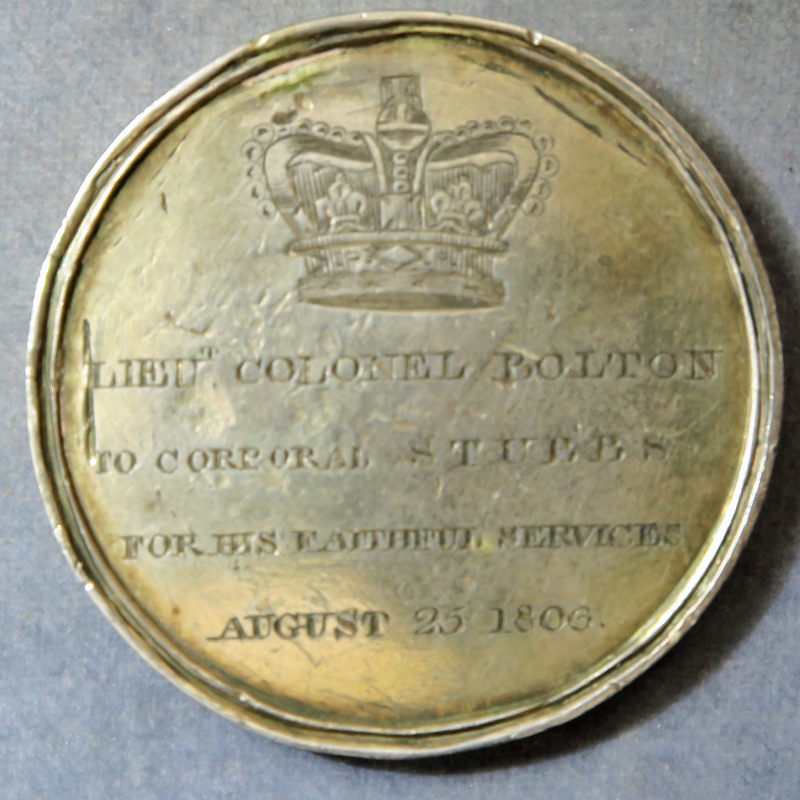 LIEUᵀ COLONEL BOLTON
TO CORPORAL STUBBS
FOR HIS FAITHFUL SERVICES
AUGUST 25 1806.